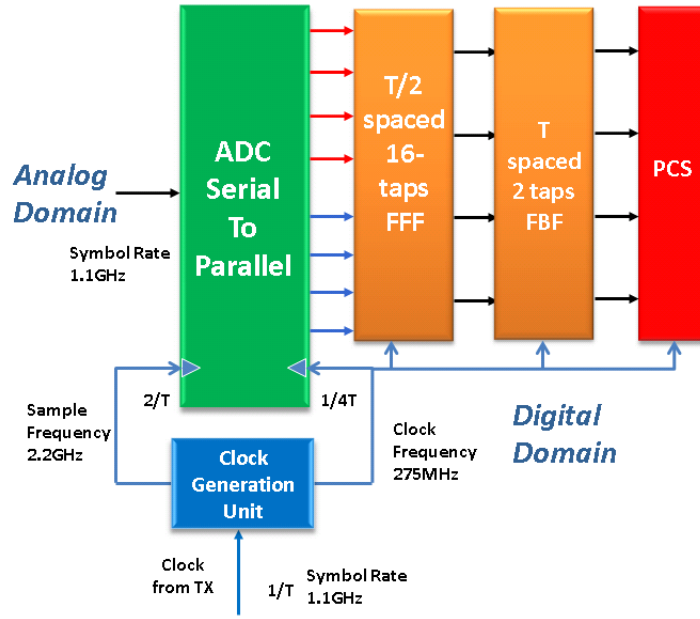 Analog
Domain
Symbol Rate
1.1GHz
ADC
Serial
To
Parallel
T/2
spaced
16-
taps
FFF
T
spaced
2 taps
FBF
PCS
Sample
Frequency
2.2GHz
2/T
1/4T
Clock
Frequency
275MHz
Digital
Domain
Clock
Generation
Unit
Clock
from TX
1/T
Symbol Rate
1.1GHz